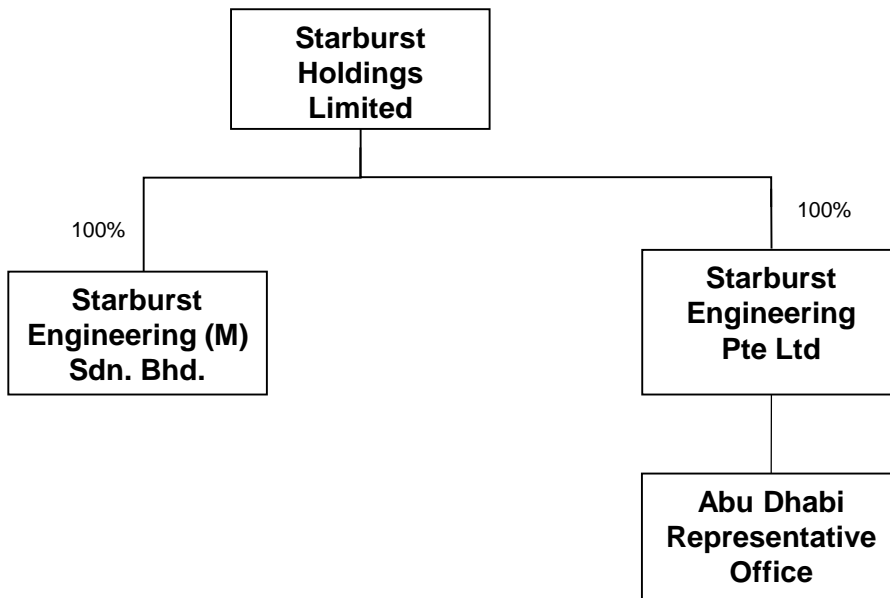 Starburst
Holdings
Limited
100%
100%
Starburst
Engineering (M)
Sdn. Bhd.
Starburst
Engineering
Pte Ltd
Abu Dhabi
Representative
Office